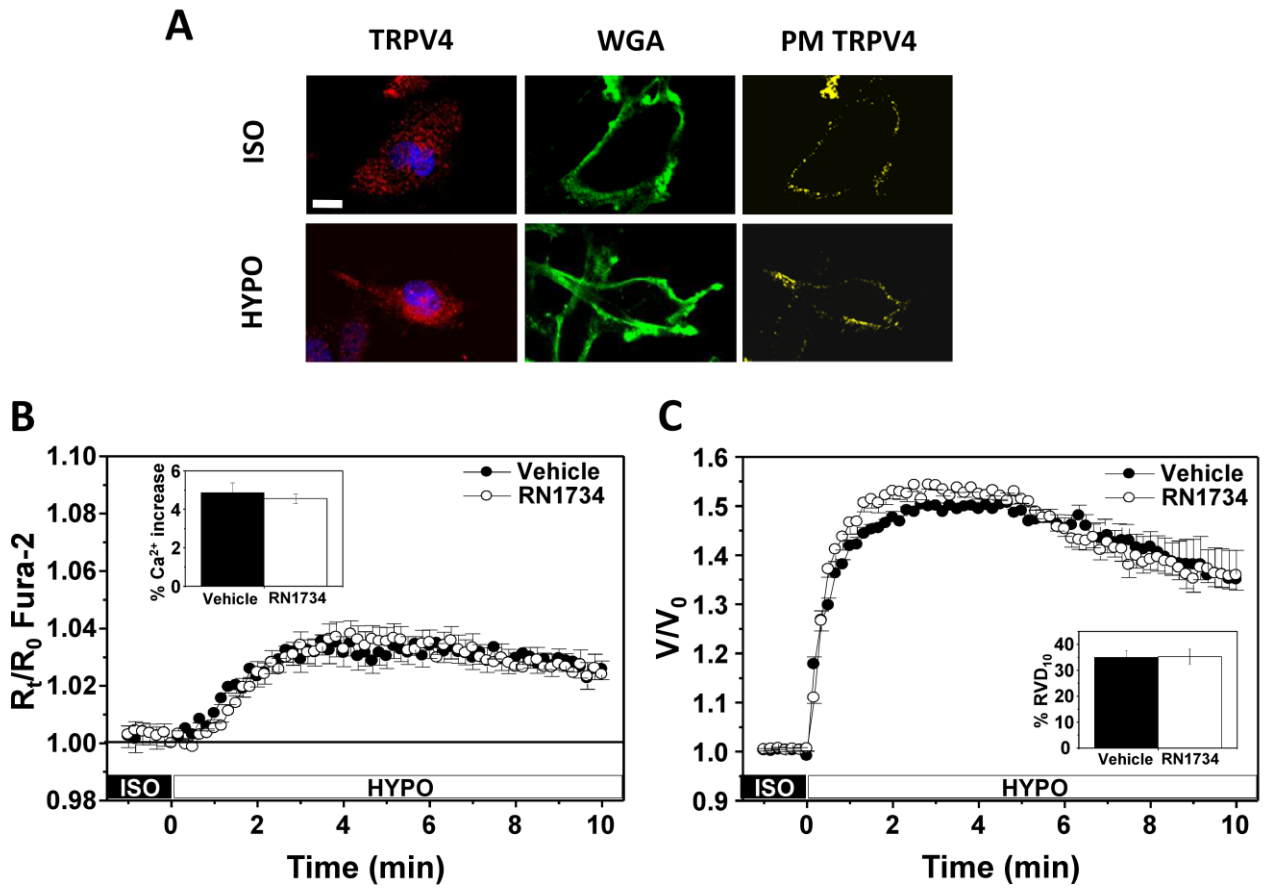 A
TRPV4 WGA PM TRPV4
ISO
HYPO
B
1.10
1.08
1.06
1.04
1.02
1.00
0.98
Rt/R0 Fura-2
Vehicle
RN1734
% Ca2+ increase
6
4
2
0
Vehicle RN1734
ISO HYPO
0 2 4 6 8 10
Time (min)
C
1.6
1.5
1.4
1.3
1.2
1.1
1.0
0.9
V/V0
Vehicle
RN1734
% RVD10
40
30
20
10
0
Vehicle RN1734
ISO HYPO
0 2 4 6 8 10
Time (min)